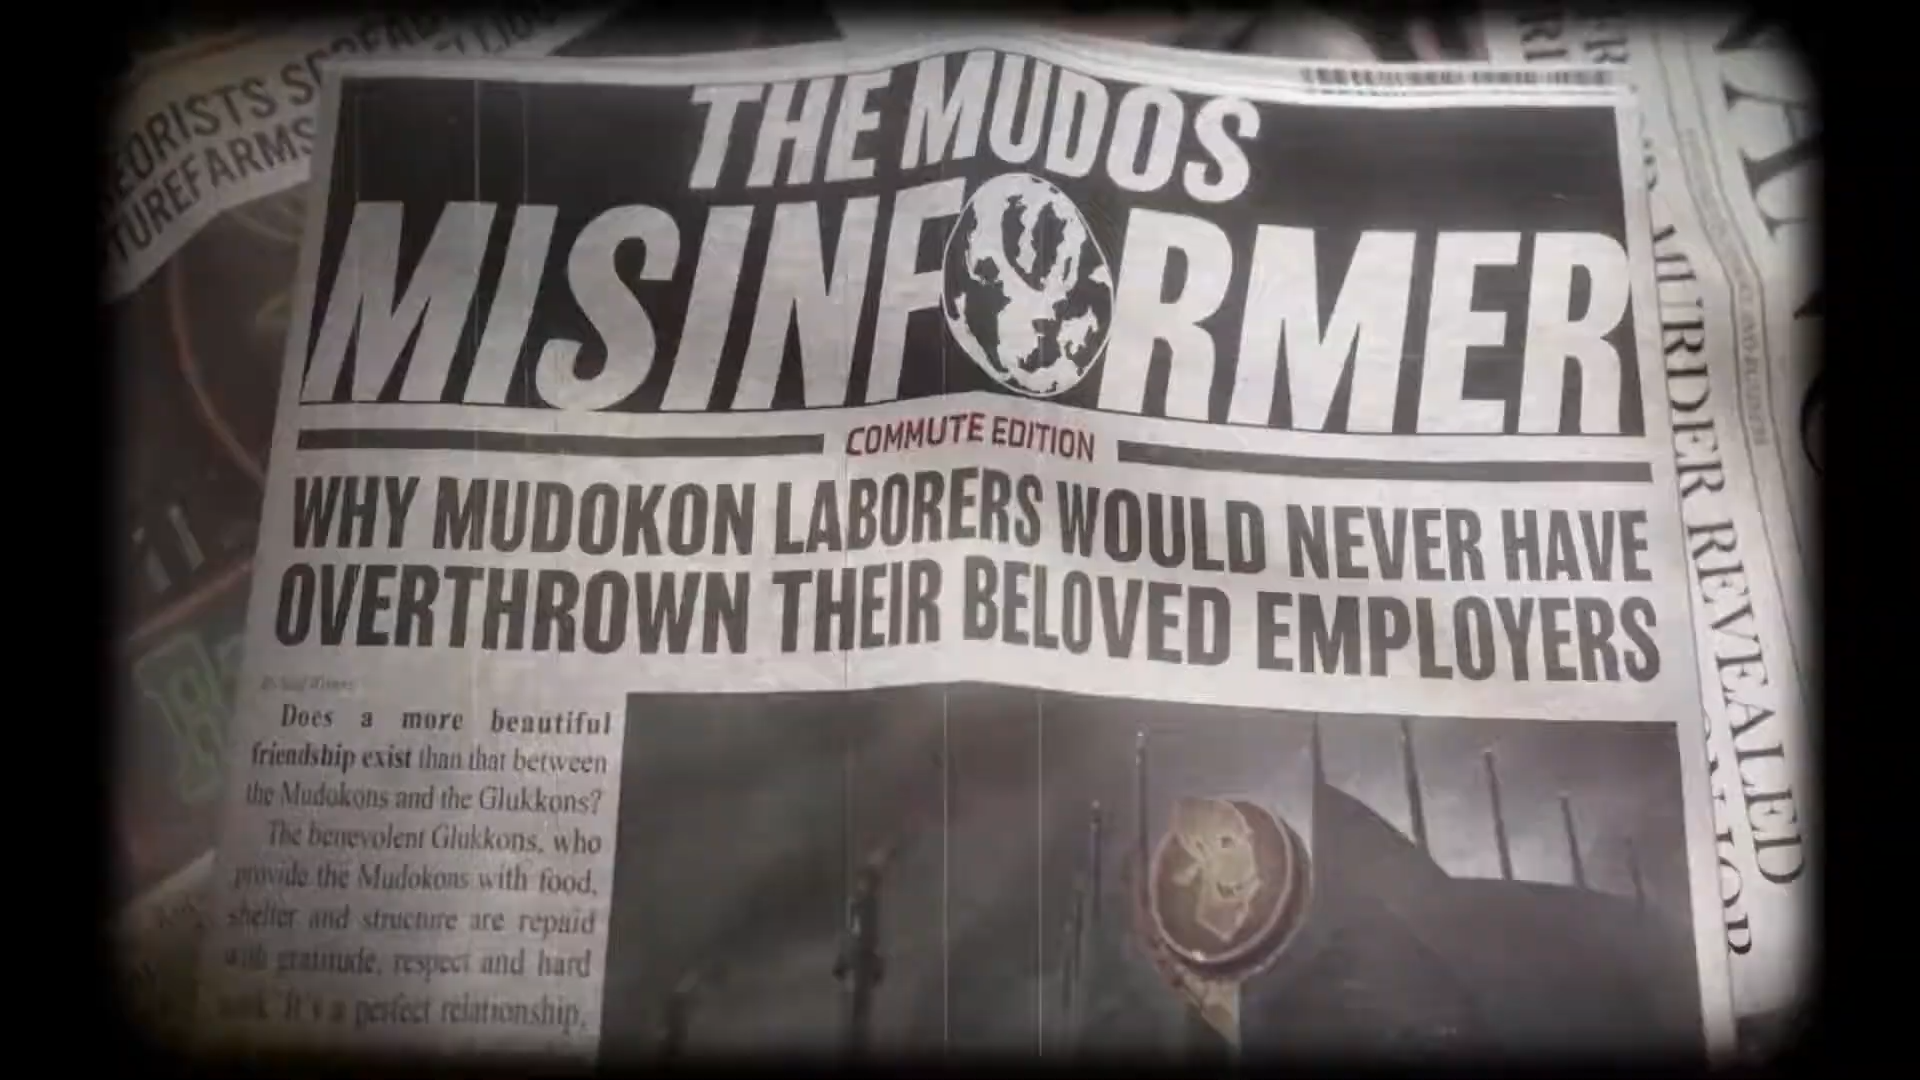 THE MUDOS
MISINFORMER
COMMUTE EDITION
WHY MUDOKON LABORERS WOULD NEVER HAVE
OVERTHROWN THEIR BELOVED EMPLOYERS
Does a more beautiful
friendship exist than that between
the Mudokons and the Glukkons?
The benevolent Glukkons, who
provide the Mudokons with food,
shelter and structure are repaid
with gratitude, respect and hard
work. It's a perfect relationship,
MURDER REVEALED